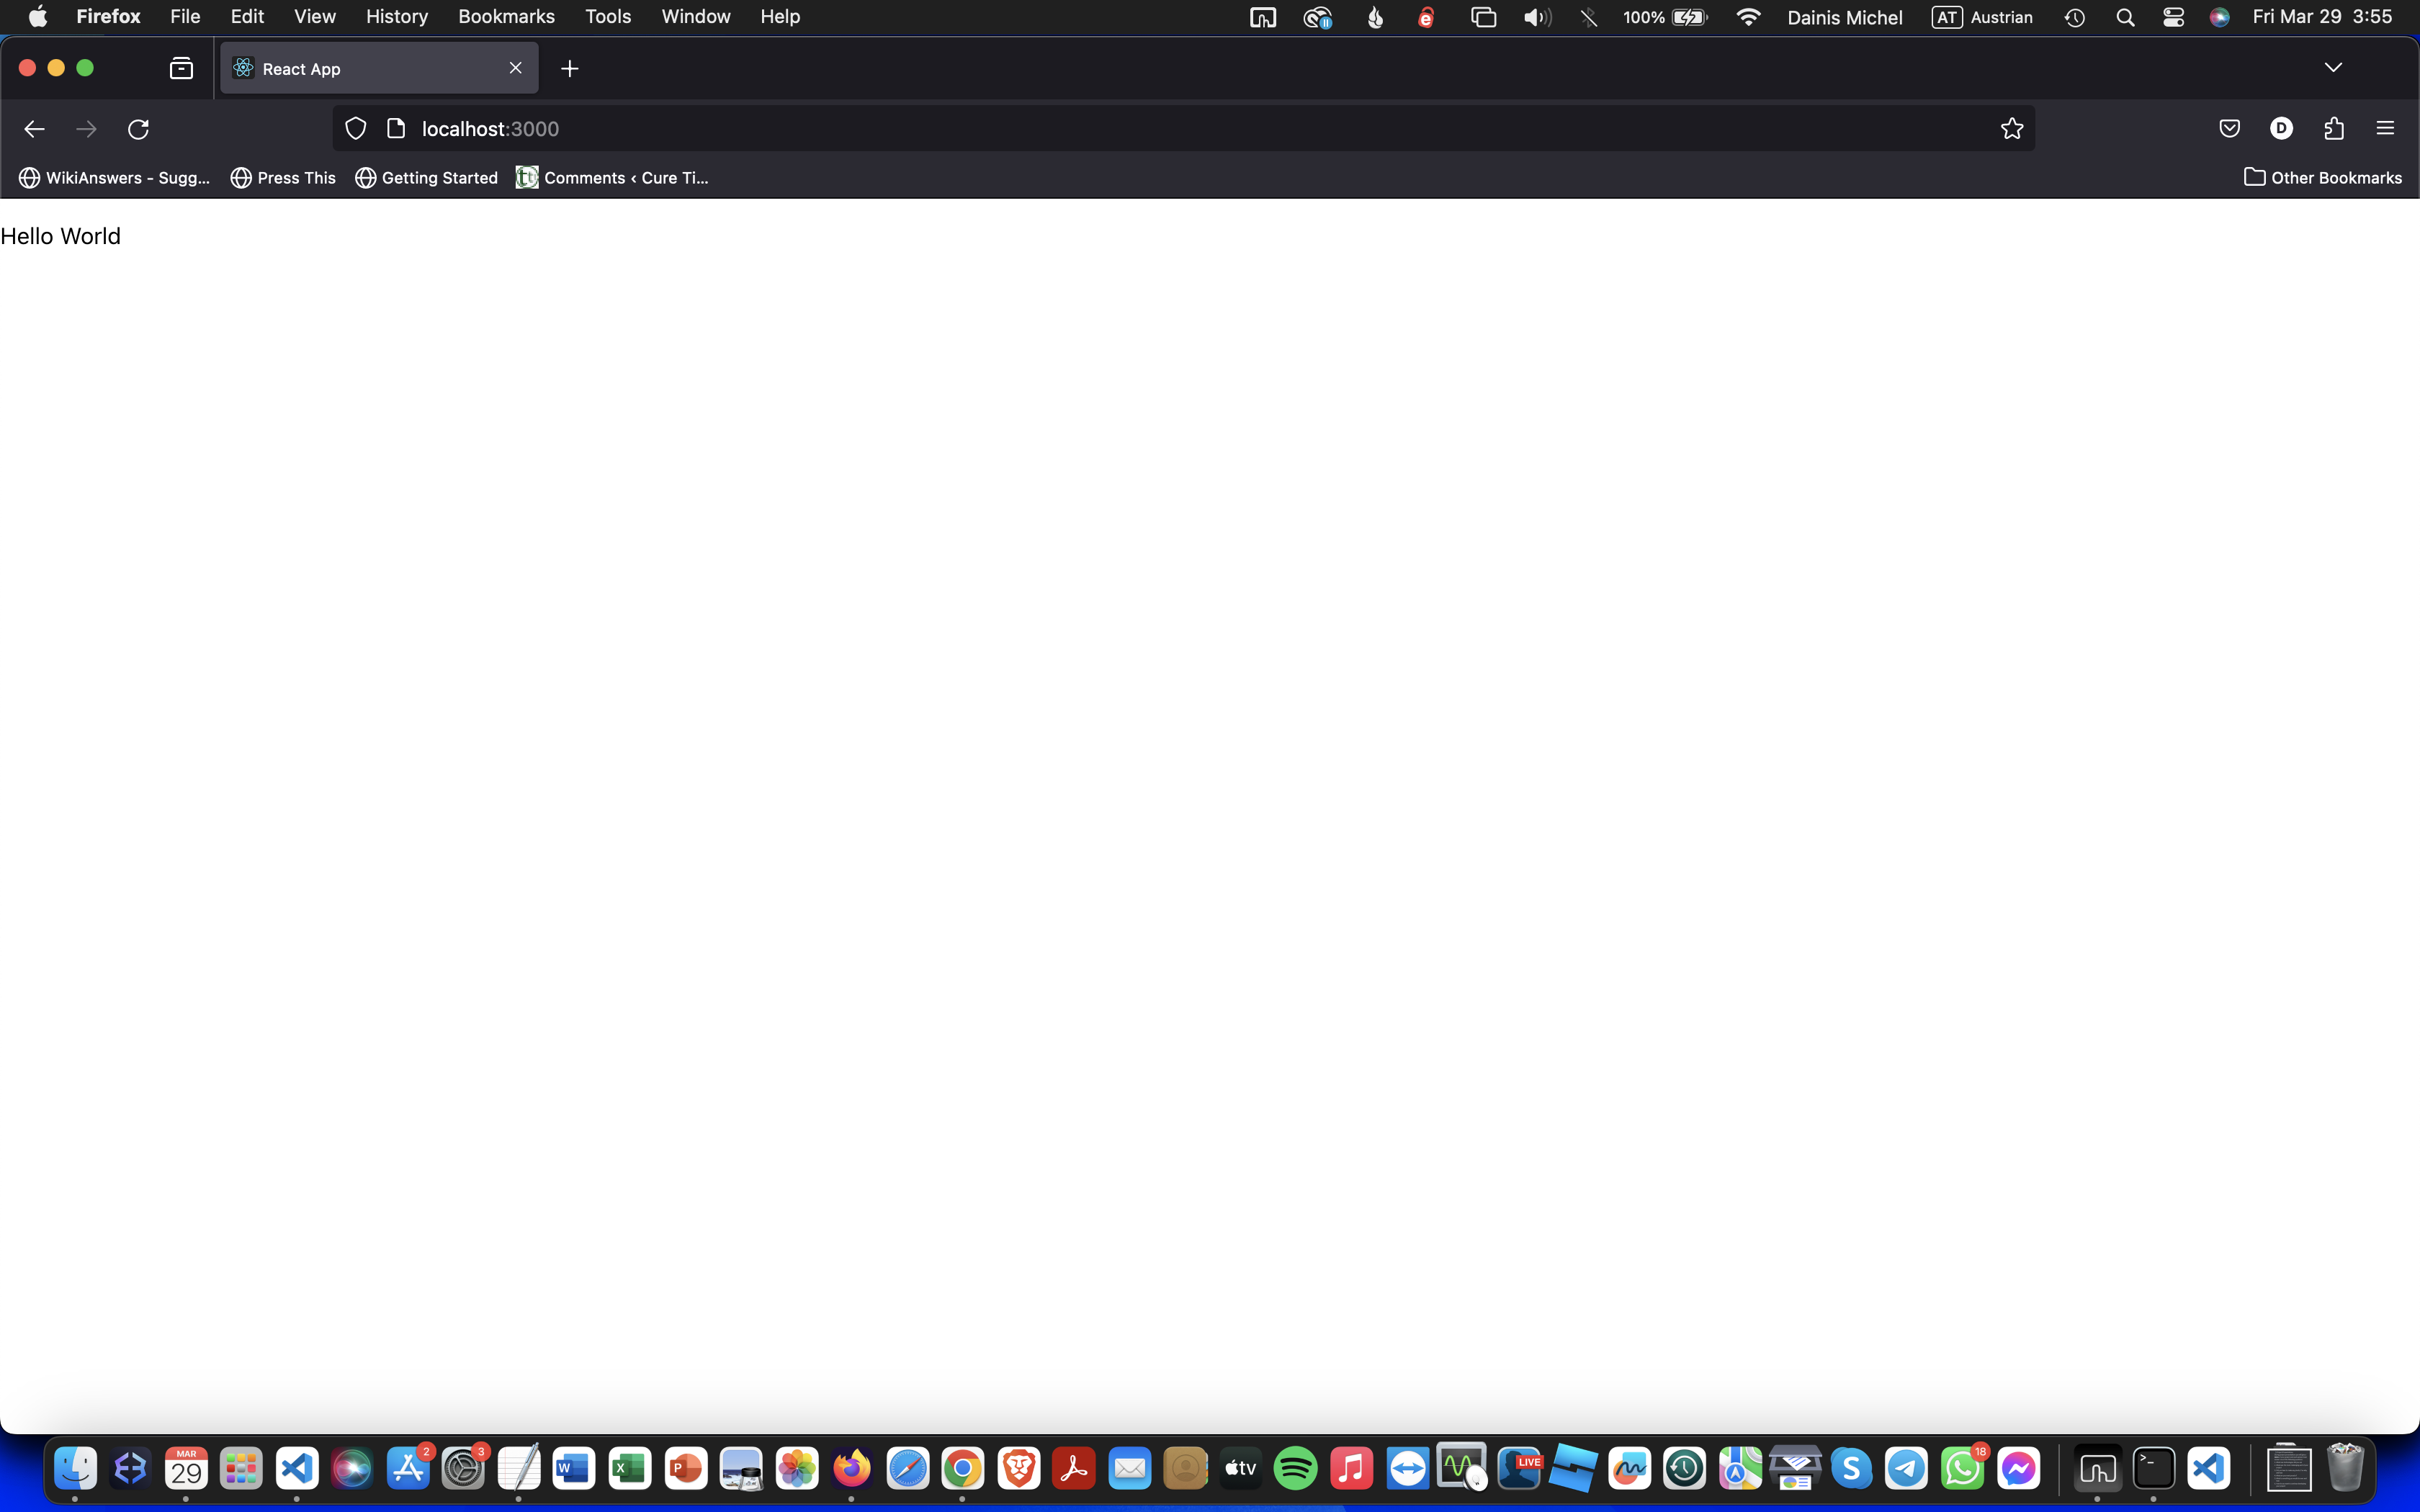 Firefox File Edit View History Bookmarks Tools Window Help 100% Dainis Michel AT Austrian Fri Mar 29 3:55
React App
localhost:3000 D
WikiAnswers - Sugg... Press This Getting Started Comments ‹ Cure Ti... Other Bookmarks
Hello World
MAR 29 2 3 W X P tv LIVE S 18 >-